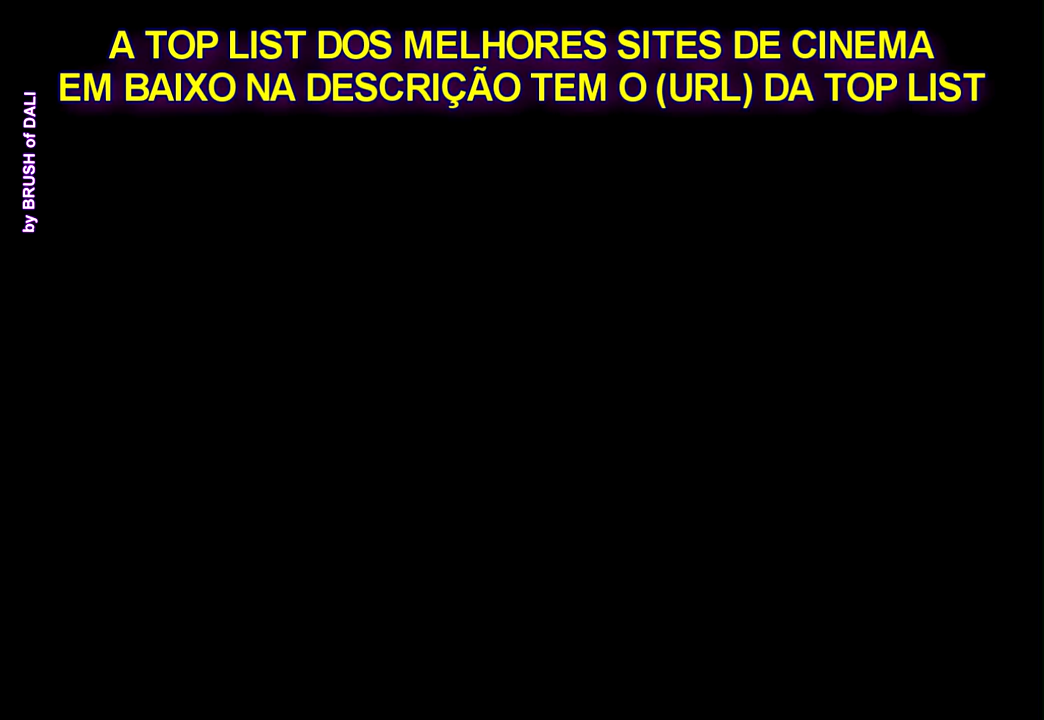 A TOP LIST DOS MELHORES SITES DE CINEMA
EM BAIXO NA DESCRIÇÃO TEM O (URL) DA TOP LIST
by BRUSH of DALI